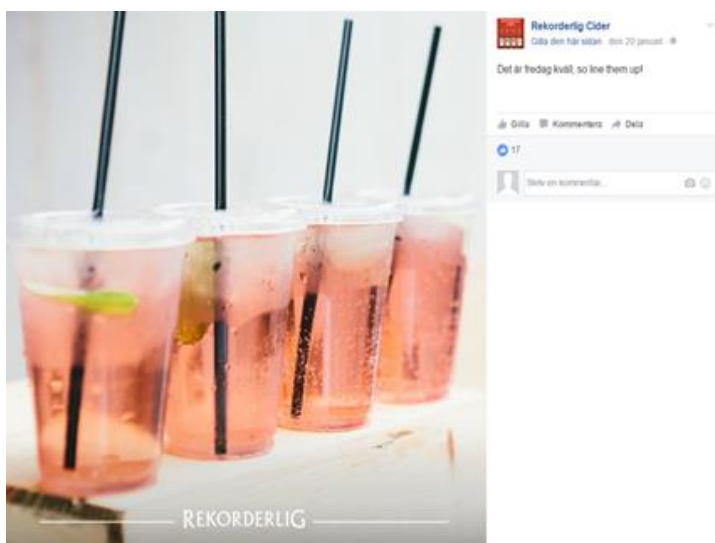 Rekorderlig Cider
Gilla den här sidan · den 20 januari ·
Det är fredag kväll, so line them up!
Gilla Kommentera Dela
17
Skriv en kommentar...
REKORDERLIG